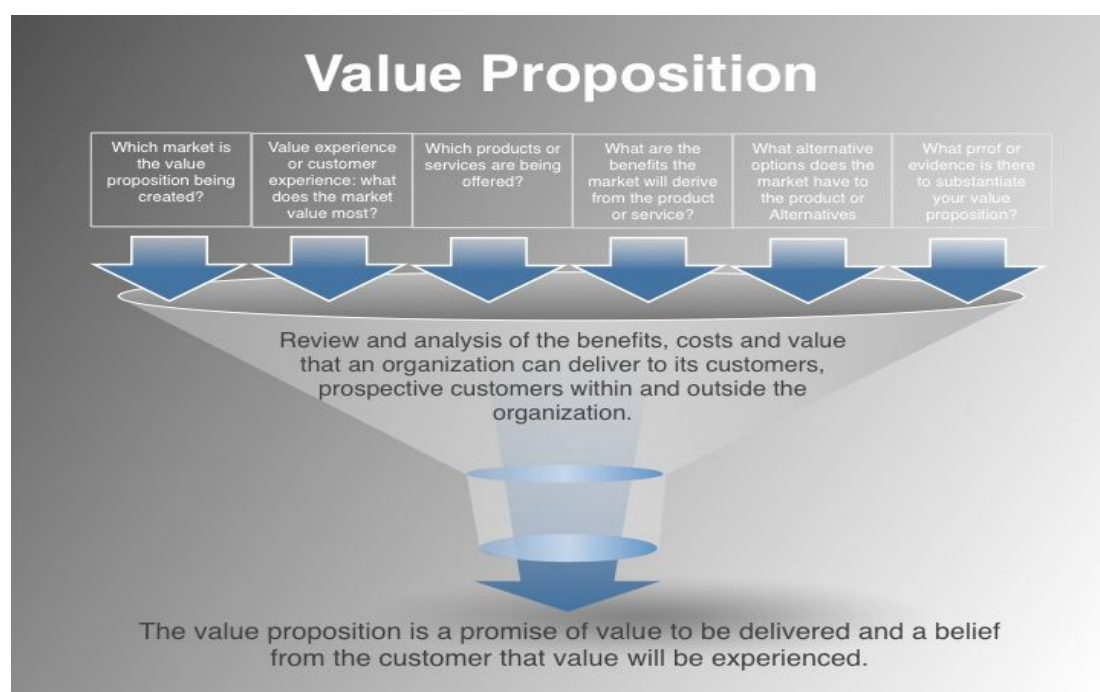 Value Proposition
Which market is
the value
proposition being
created?
Value experience
or customer
experience: what
does the market
value most?
Which products or
services are being
offered?
What are the
benefits the
market will derive
from the product
or service?
What alternative
options does the
market have to
the product or
Alternatives
What prrof or
evidence is there
to substantiate
your value
proposition?
Review and analysis of the benefits, costs and value
that an organization can deliver to its customers,
prospective customers within and outside the
organization.
The value proposition is a promise of value to be delivered and a belief
from the customer that value will be experienced.